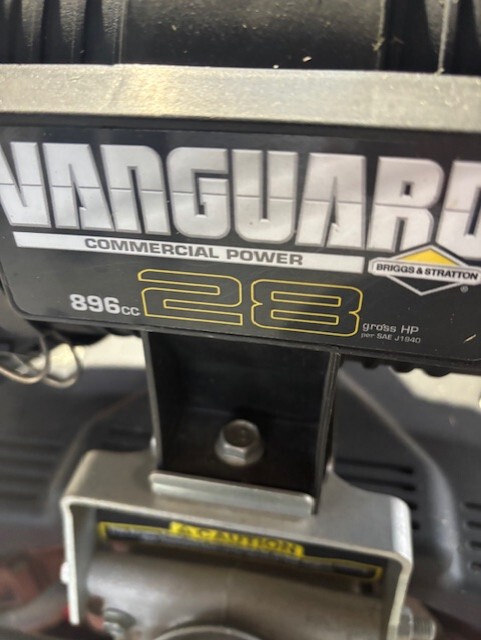 VANGUARD
COMMERCIAL POWER
BRIGGS & STRATTON
896cc 28 gross HP
per SAE J1940
⚠ CAUTION